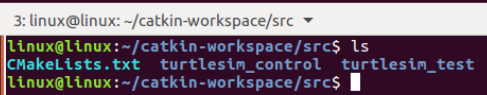 3: linux@linux: ~/catkin-workspace/src ▾
linux@linux:~/catkin-workspace/src$ ls
CMakeLists.txt  turtlesim_control  turtlesim_test
linux@linux:~/catkin-workspace/src$